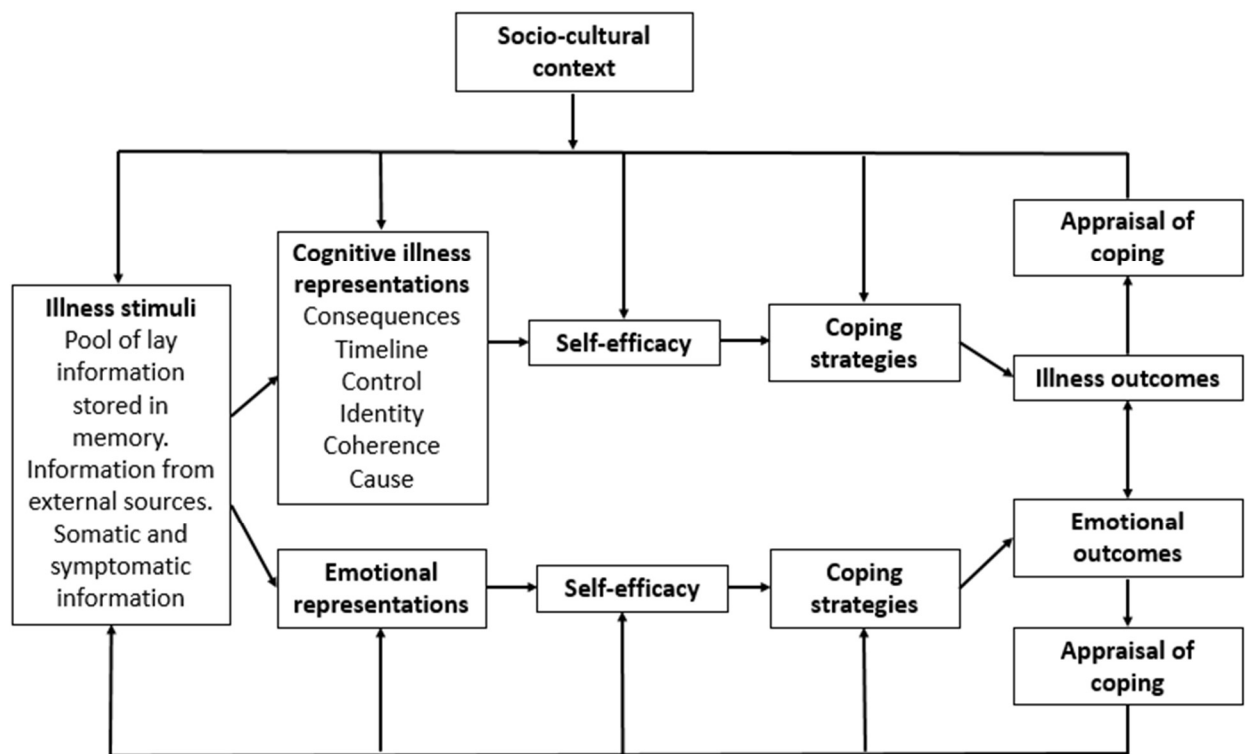 Socio-cultural
context
Appraisal of
coping
Cognitive illness
representations
Consequences
Timeline
Control
Identity
Coherence
Cause
Illness stimuli
Pool of lay
information
stored in
memory.
Information from
external sources.
Somatic and
symptomatic
information
Self-efficacy
Coping
strategies
Illness outcomes
Emotional
representations
Self-efficacy
Coping
strategies
Emotional
outcomes
Appraisal of
coping